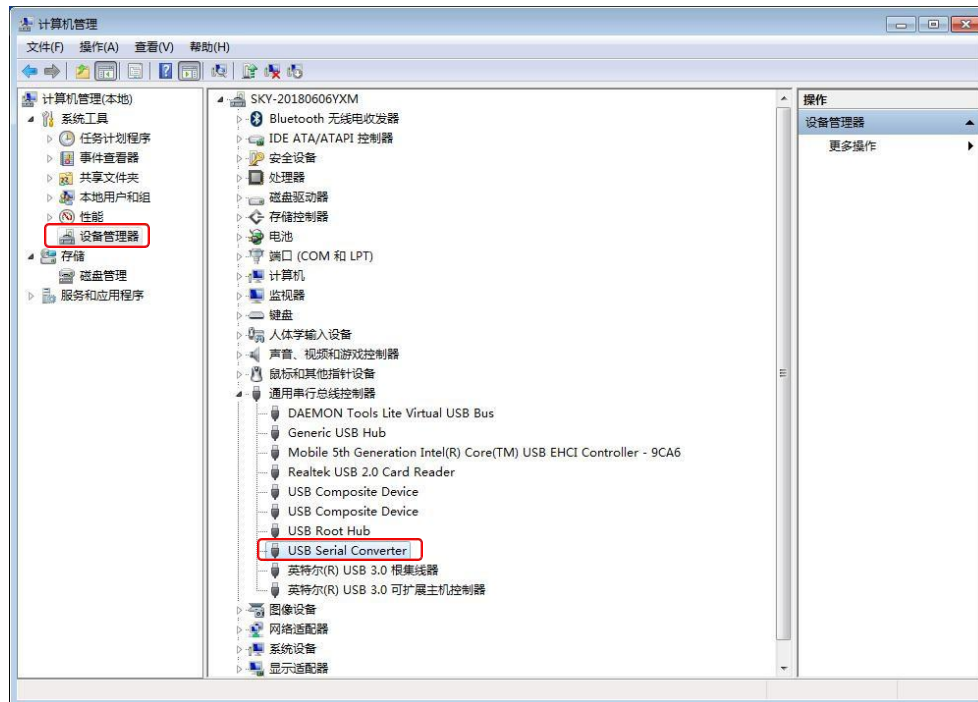 计算机管理
文件(F) 操作(A) 查看(V) 帮助(H)
计算机管理(本地)
系统工具
任务计划程序
事件查看器
共享文件夹
本地用户和组
性能
设备管理器
存储
磁盘管理
服务和应用程序
SKY-20180606YXM
Bluetooth 无线电收发器
IDE ATA/ATAPI 控制器
安全设备
处理器
磁盘驱动器
存储控制器
电池
端口 (COM 和 LPT)
计算机
监视器
键盘
人体学输入设备
声音、视频和游戏控制器
鼠标和其他指针设备
通用串行总线控制器
DAEMON Tools Lite Virtual USB Bus
Generic USB Hub
Mobile 5th Generation Intel(R) Core(TM) USB EHCI Controller - 9CA6
Realtek USB 2.0 Card Reader
USB Composite Device
USB Composite Device
USB Root Hub
USB Serial Converter
英特尔(R) USB 3.0 根集线器
英特尔(R) USB 3.0 可扩展主机控制器
图像设备
网络适配器
系统设备
显示适配器
操作
设备管理器
更多操作